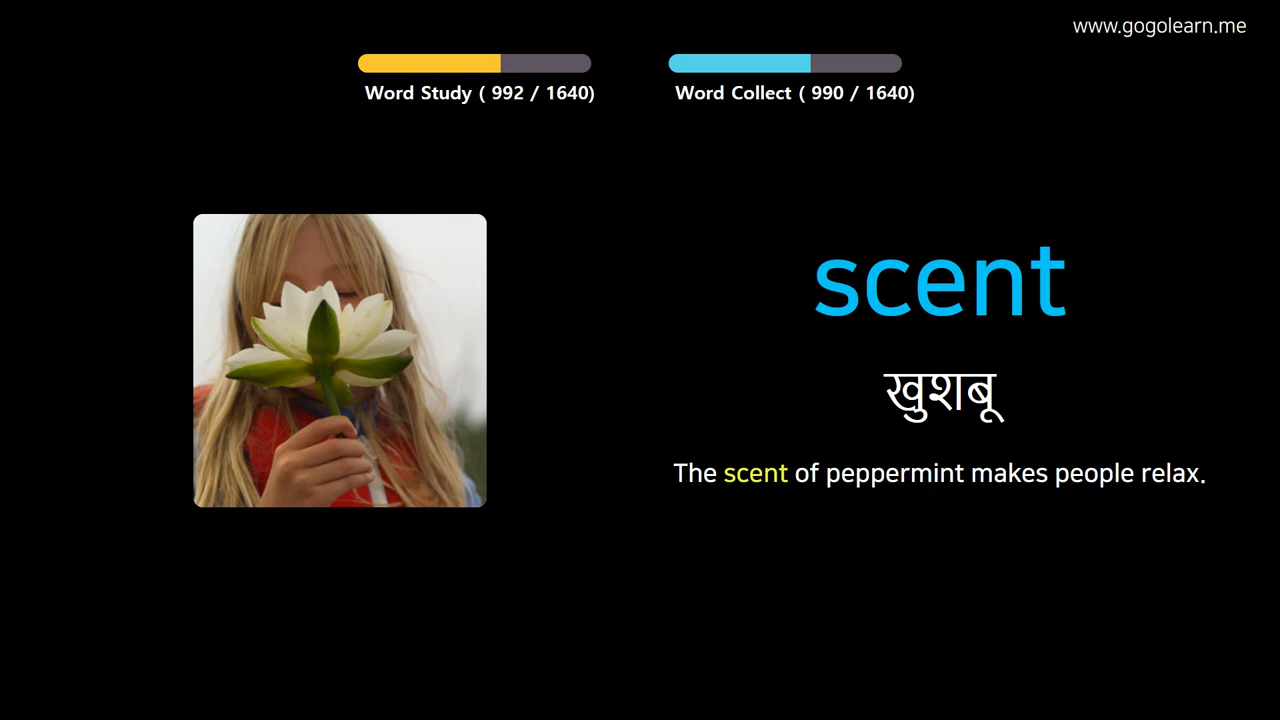 www.gogolearn.me
Word Study ( 992 / 1640)
Word Collect ( 990 / 1640)
scent
खुशबू
The scent of peppermint makes people relax.